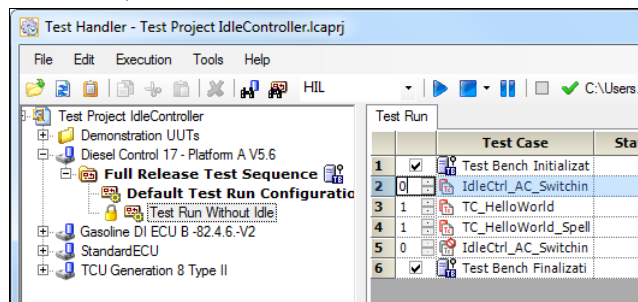 Test Handler - Test Project IdleController.lcaprj
File Edit Execution Tools Help
HIL
C:\Users.
Test Project IdleController
Demonstration UUTs
Diesel Control 17 - Platform A V5.6
Full Release Test Sequence
Default Test Run Configuratio
Test Run Without Idle
Gasoline DI ECU B -82.4.6.-V2
StandardECU
TCU Generation 8 Type II
Test Run
Test Case Sta
1 Test Bench Initializat
2 0 IdleCtrl_AC_Switchin
3 1 TC_HelloWorld
4 1 TC_HelloWorld_Spell
5 0 IdleCtrl_AC_Switchin
6 Test Bench Finalizati